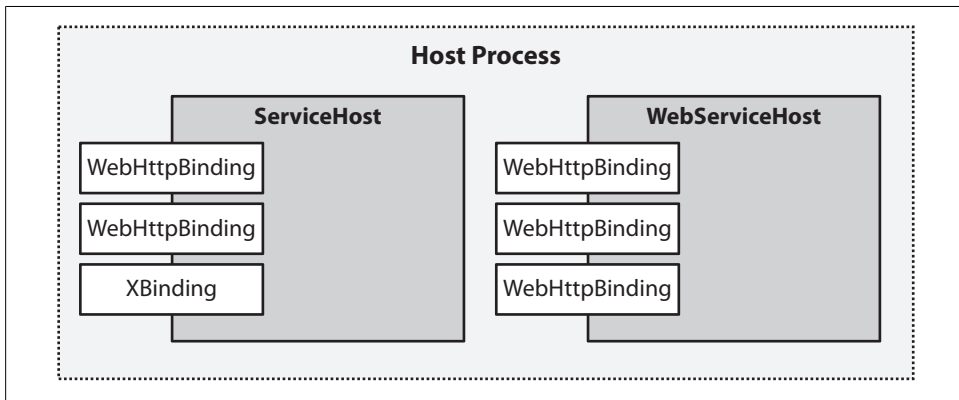 Host Process
ServiceHost
WebHttpBinding
WebHttpBinding
XBinding
WebServiceHost
WebHttpBinding
WebHttpBinding
WebHttpBinding